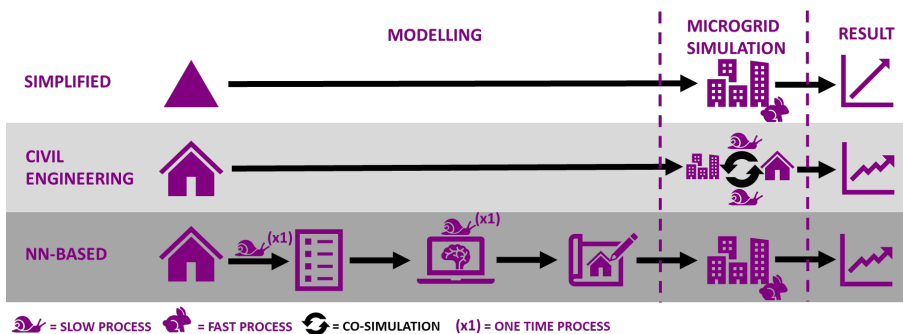 MODELLING
MICROGRID
SIMULATION
RESULT
SIMPLIFIED
CIVIL
ENGINEERING
NN-BASED
(x1)
(x1)
= SLOW PROCESS
= FAST PROCESS
= CO-SIMULATION
(x1) = ONE TIME PROCESS